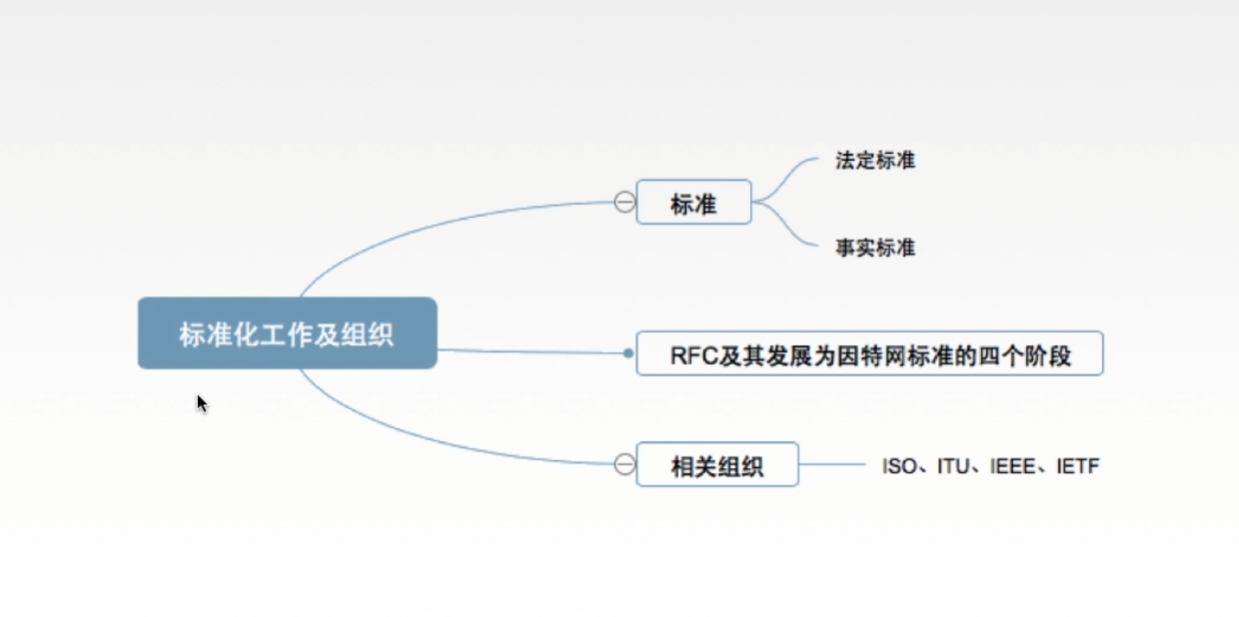 标准化工作及组织
标准
法定标准
事实标准
RFC及其发展为因特网标准的四个阶段
相关组织
ISO、ITU、IEEE、IETF